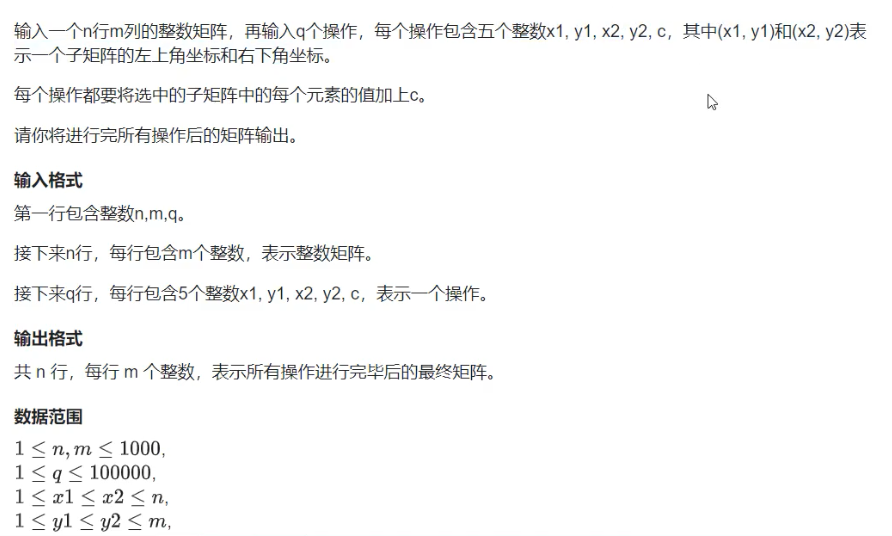 输入一个n行m列的整数矩阵，再输入q个操作，每个操作包含五个整数x1, y1, x2, y2, c，其中(x1, y1)和(x2, y2)表
示一个子矩阵的左上角坐标和右下角坐标。
每个操作都要将选中的子矩阵中的每个元素的值加上c。
请你将进行完所有操作后的矩阵输出。
输入格式
第一行包含整数n,m,q。
接下来n行，每行包含m个整数，表示整数矩阵。
接下来q行，每行包含5个整数x1, y1, x2, y2, c，表示一个操作。
输出格式
共 n 行，每行 m 个整数，表示所有操作进行完毕后的最终矩阵。
数据范围
1 ≤ n, m ≤ 1000,
1 ≤ q ≤ 100000,
1 ≤ x1 ≤ x2 ≤ n,
1 ≤ y1 ≤ y2 ≤ m,